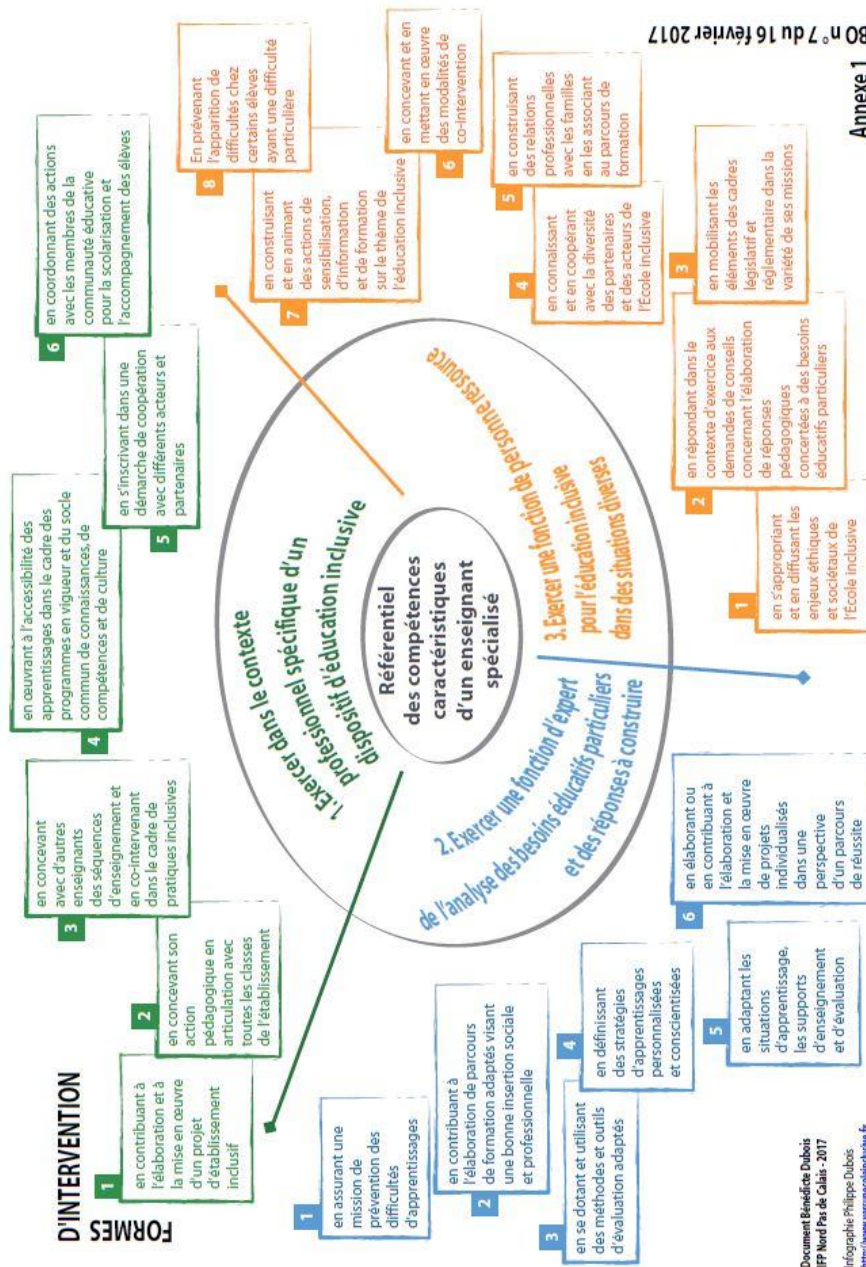 FORMES
D'INTERVENTION
1
en contribuant à
l'élaboration et à
la mise en œuvre
d'un projet
d'établissement
inclusif
2
en concevant son
action
pédagogique en
articulation avec
toutes les classes
de l'établissement
3
en concevant
avec d'autres
enseignants
des séquences
d'enseignement et
en co-intervenant
dans le cadre de
pratiques inclusives
4
en œuvrant à l'accessibilité des
apprentissages dans le cadre des
programmes en vigueur et du socle
commun de connaissances, de
compétences et de culture
5
en s'inscrivant dans une
démarche de coopération
avec différents acteurs et
partenaires
6
en coordonnant des actions
avec les membres de la
communauté éducative
pour la scolarisation et
l'accompagnement des élèves
Référentiel
des compétences
caractéristiques
d'un enseignant
spécialisé
1. Exercer dans le contexte
professionnel spécifique d'un
dispositif d'éducation inclusive
2. Exercer une fonction d'expert
de l'analyse des besoins éducatifs particuliers
et des réponses à construire
3. Exercer une fonction de personne ressource
pour l'éducation inclusive
dans des situations diverses
1
en assurant une
mission de
prévention des
difficultés
d'apprentissages
2
en contribuant à
l'élaboration de parcours
de formation adaptés visant
une bonne insertion sociale
et professionnelle
3
en se dotant et utilisant
des méthodes et outils
d'évaluation adaptés
4
en définissant
des stratégies
d'apprentissages
personnalisées
et conscientisées
5
en adaptant les
situations
d'apprentissage,
les supports
d'enseignement
et d'évaluation
6
en élaborant ou
en contribuant à
l'élaboration et
la mise en œuvre
de projets
individualisés
dans une
perspective
d'un parcours
de réussite
1
en s'appropriant
et en diffusant les
enjeux éthiques
et sociétaux de
l'École inclusive
2
en répondant dans le
contexte d'exercice aux
demandes de conseils
concernant l'élaboration
de réponses
pédagogiques
concertées à des besoins
éducatifs particuliers
3
en mobilisant les
éléments des cadres
législatif et
réglementaire dans la
variété de ses missions
4
en connaissant
et en coopérant
avec la diversité
des partenaires
et des acteurs de
l'École inclusive
5
en construisant
des relations
professionnelles
avec les familles
en les associant
au parcours de
formation
6
en concevant et en
mettant en œuvre
des modalités de
co-intervention
7
en construisant
et en animant
des actions de
sensibilisation,
d'information
et de formation
sur le thème de
l'éducation inclusive
8
En prévenant
l'apparition de
difficultés chez
certains élèves
ayant une difficulté
particulière
Document Bénédicte Dubois
IFP Nord Pas de Calais - 2017
Infographie Philippe Dubois
Annexe 1
BO n° 7 du 16 février 2017